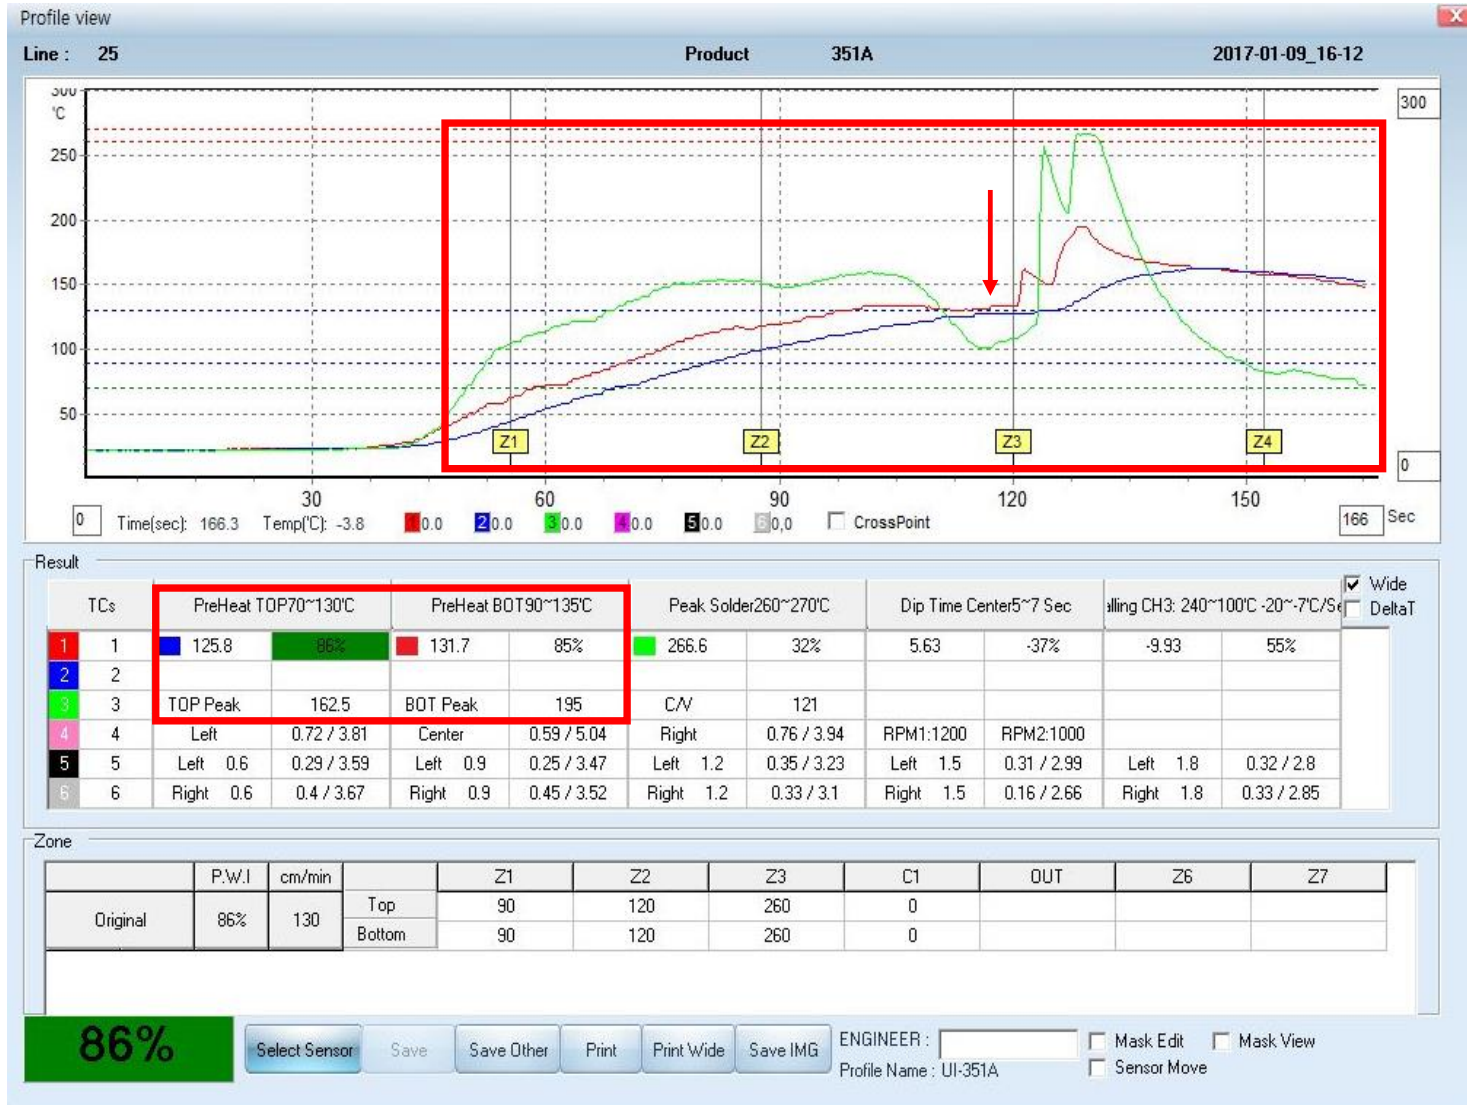 Profile view
Line : 25 Product 351A 2017-01-09_16-12
300
℃
300
250
200
150
100
50
Z1 Z2 Z3 Z4
0
30 60 90 120 150
0 Time(sec): 166.3 Temp(℃): -3.8 1 0.0 2 0.0 3 0.0 4 0.0 5 0.0 6 0,0 CrossPoint 166 Sec
Result
TCs PreHeat TOP70~130℃ PreHeat BOT90~135℃ Peak Solder260~270℃ Dip Time Center5~7 Sec alling CH3: 240~100℃ -20~-7℃/Se
Wide
DeltaT
1 1 125.8 86% 131.7 85% 266.6 32% 5.63 -37% -9.93 55%
2 2
3 3 TOP Peak 162.5 BOT Peak 195 C/V 121
4 4 Left 0.72 / 3.81 Center 0.59 / 5.04 Right 0.76 / 3.94 RPM1:1200 RPM2:1000
5 5 Left 0.6 0.29 / 3.59 Left 0.9 0.25 / 3.47 Left 1.2 0.35 / 3.23 Left 1.5 0.31 / 2.99 Left 1.8 0.32 / 2.8
6 6 Right 0.6 0.4 / 3.67 Right 0.9 0.45 / 3.52 Right 1.2 0.33 / 3.1 Right 1.5 0.16 / 2.66 Right 1.8 0.33 / 2.85
Zone
P.W.I cm/min Z1 Z2 Z3 C1 OUT Z6 Z7
Original 86% 130
Top 90 120 260 0
Bottom 90 120 260 0
86%
Select Sensor Save Save Other Print Print Wide Save IMG
ENGINEER : Mask Edit Mask View
Profile Name : UI-351A Sensor Move